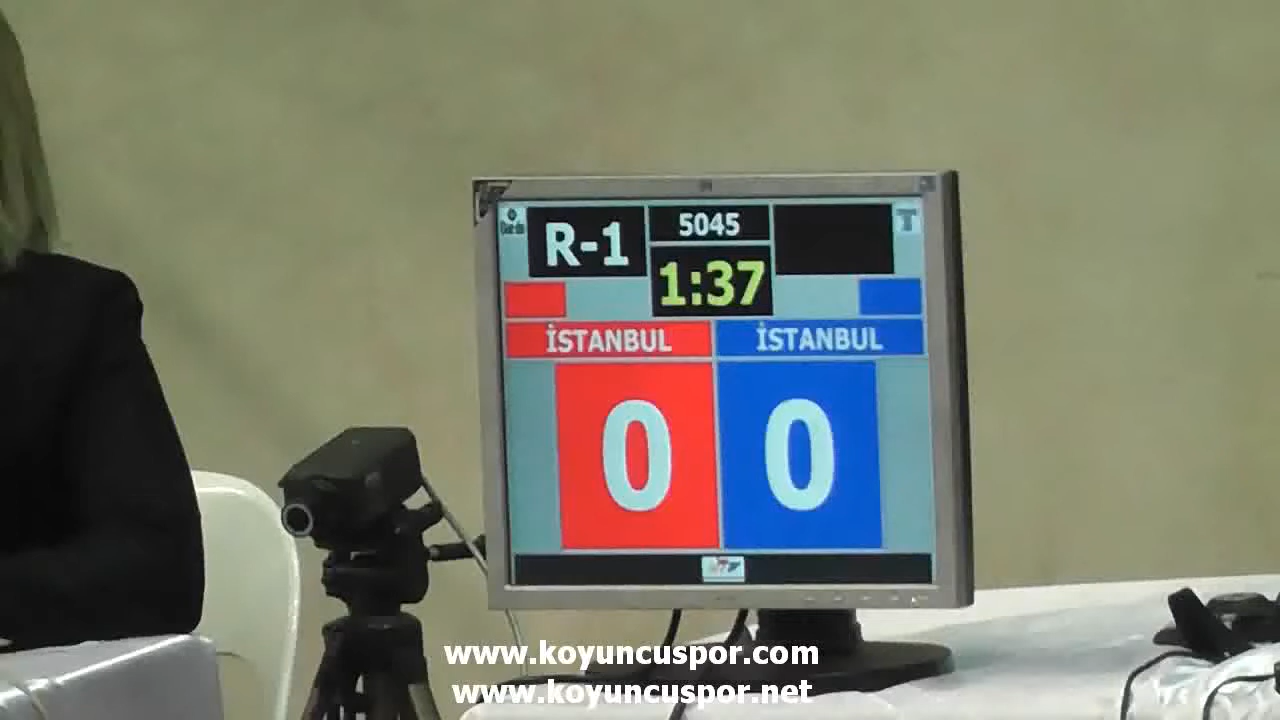 R-1
5045
1:37
İSTANBUL
İSTANBUL
0
0
www.koyuncuspor.com
www.koyuncuspor.net